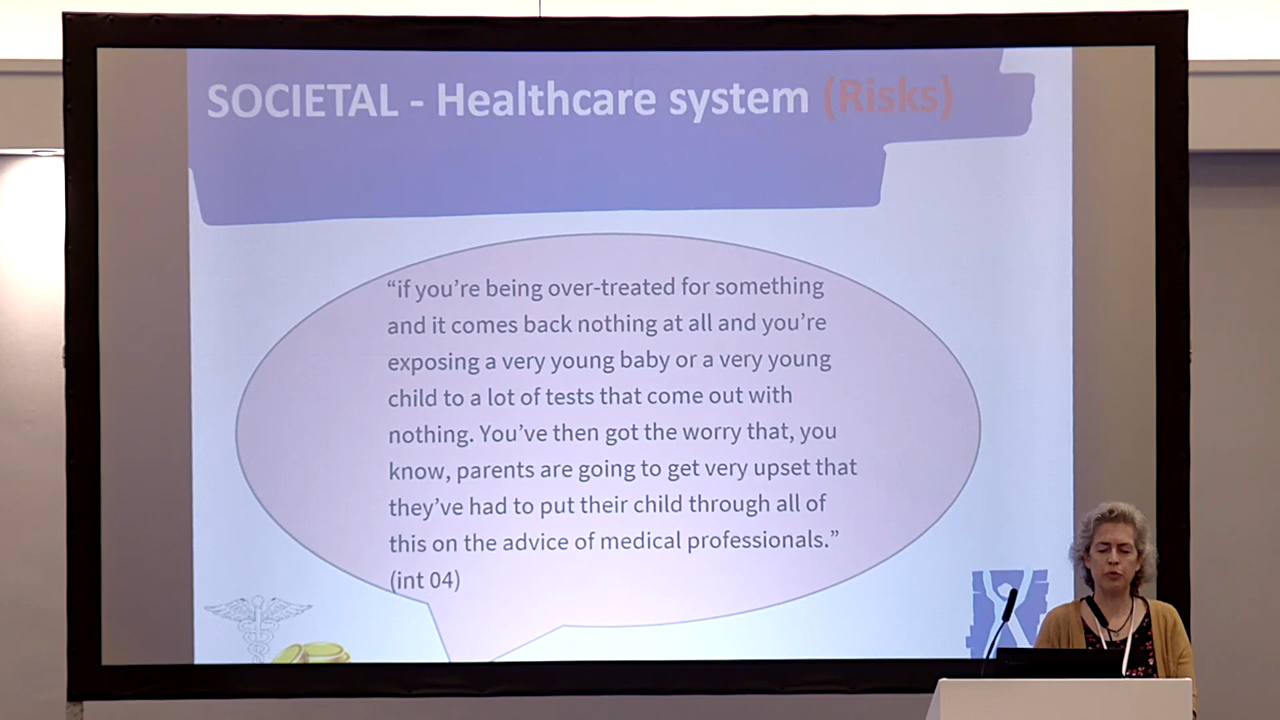 SOCIETAL - Healthcare system (Risks)
“if you’re being over-treated for something
and it comes back nothing at all and you’re
exposing a very young baby or a very young
child to a lot of tests that come out with
nothing. You’ve then got the worry that, you
know, parents are going to get very upset that
they’ve had to put their child through all of
this on the advice of medical professionals.”
(int 04)